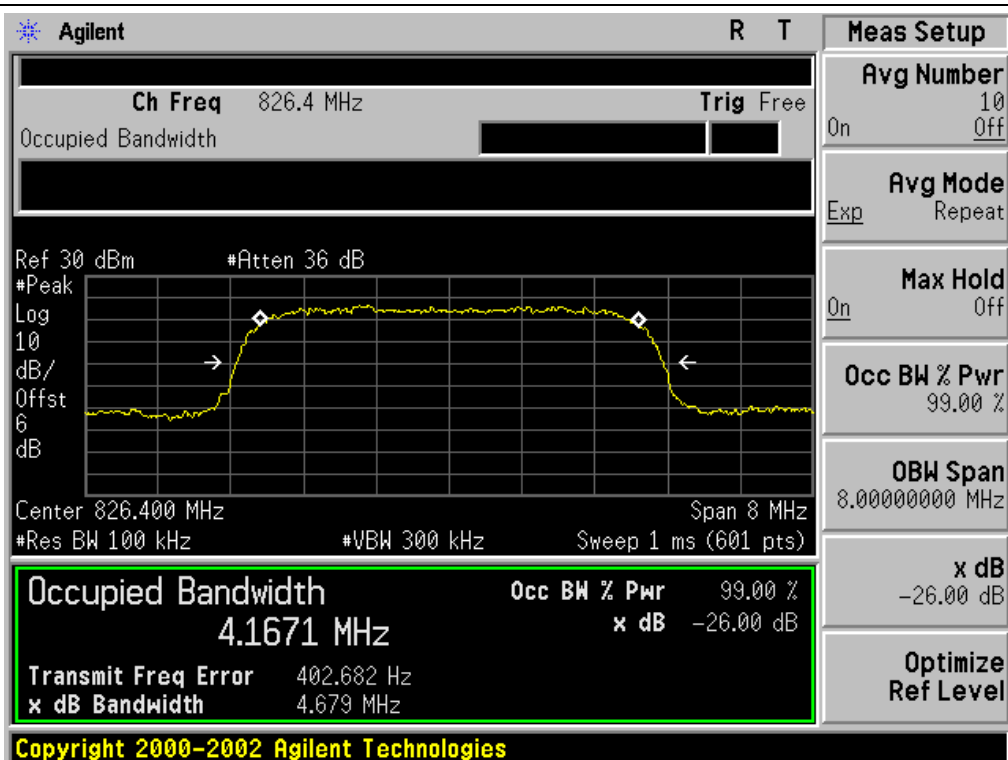 Agilent R T
Ch Freq 826.4 MHz Trig Free
Occupied Bandwidth
Ref 30 dBm #Atten 36 dB
#Peak
Log
10
dB/
Offst
6
dB
Center 826.400 MHz Span 8 MHz
#Res BW 100 kHz #VBW 300 kHz Sweep 1 ms (601 pts)
Occupied Bandwidth
4.1671 MHz
Occ BW % Pwr 99.00 %
x dB -26.00 dB
Transmit Freq Error 402.682 Hz
x dB Bandwidth 4.679 MHz
Copyright 2000-2002 Agilent Technologies
Meas Setup
Avg Number
10
On Off
Avg Mode
Exp Repeat
Max Hold
On Off
Occ BW % Pwr
99.00 %
OBW Span
8.00000000 MHz
x dB
-26.00 dB
Optimize
Ref Level